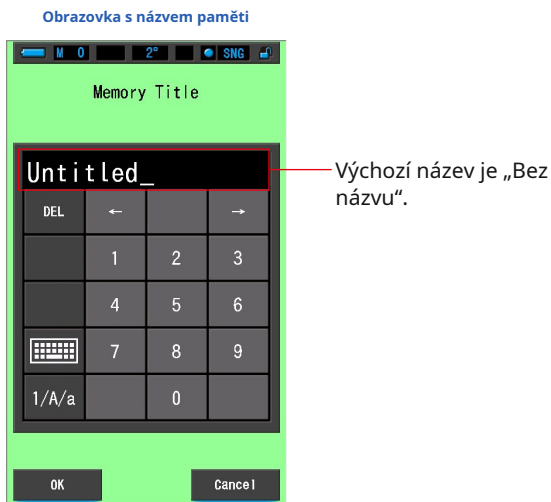 Obrazovka s názvem paměti
M 0 2° SNG
Memory Title
Untitled_
Výchozí název je „Bez
názvu“.
DEL ← →
1 2 3
4 5 6
7 8 9
1/A/a 0
OK Cancel